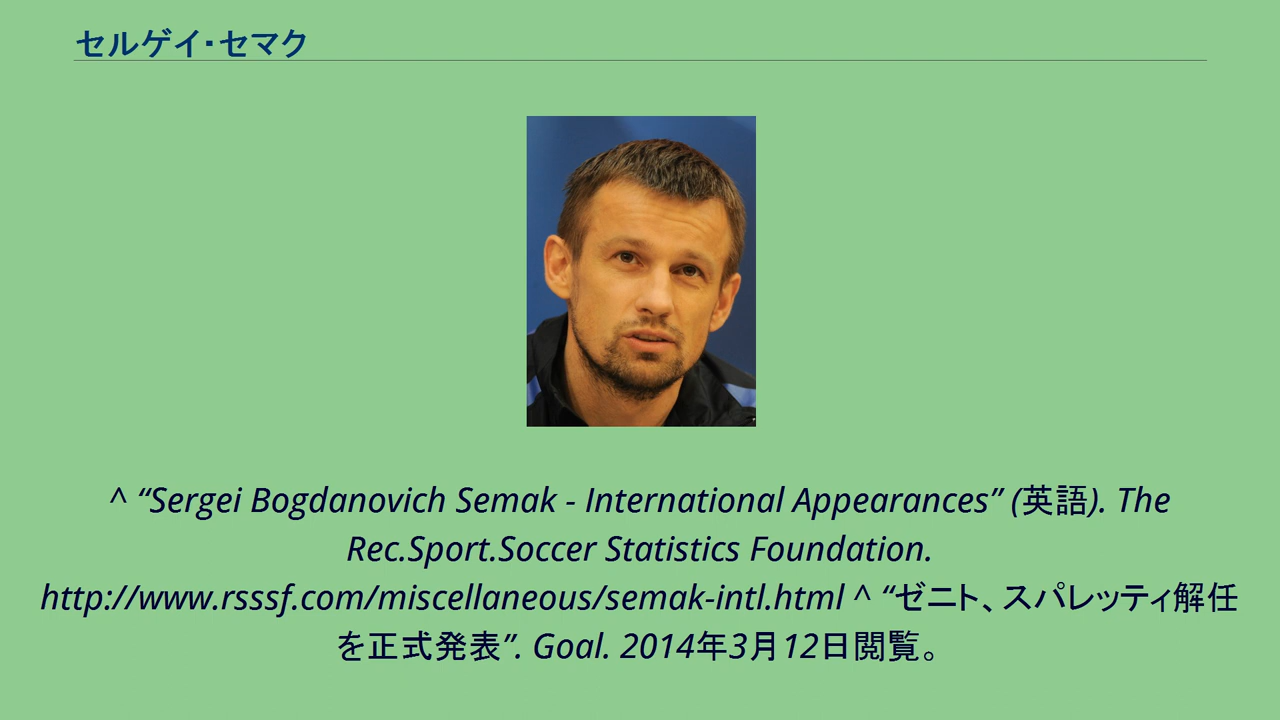 セルゲイ・セマク
^ “Sergei Bogdanovich Semak - International Appearances” (英語). The
Rec.Sport.Soccer Statistics Foundation.
http://www.rsssf.com/miscellaneous/semak-intl.html ^ “ゼニト、スパレッティ解任
を正式発表”. Goal. 2014年3月12日閲覧。